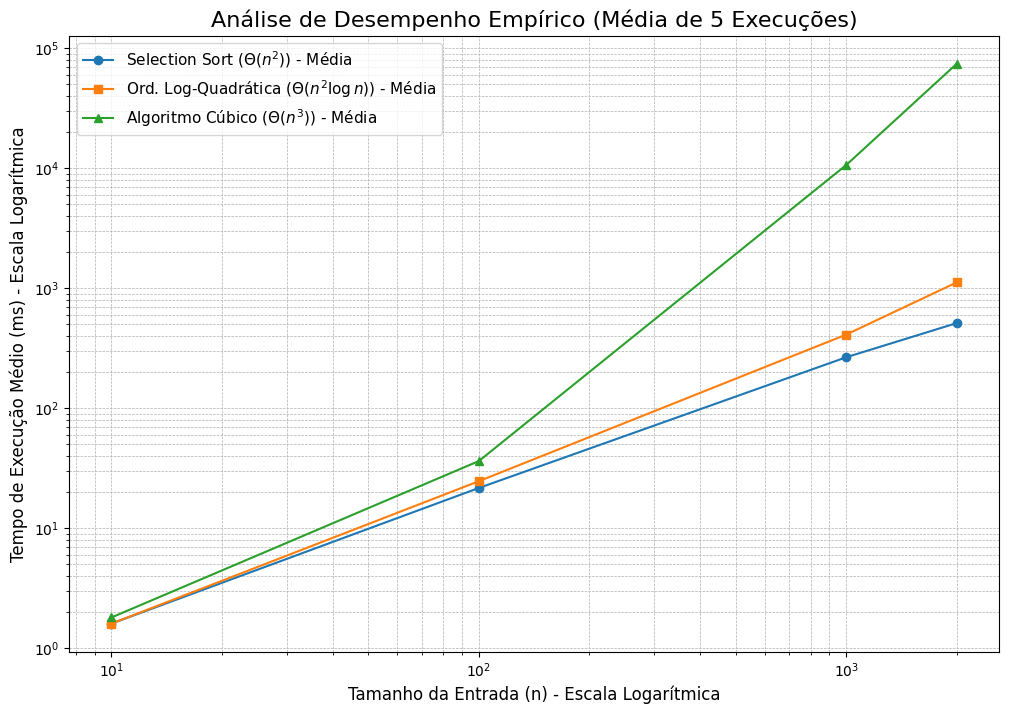 Análise de Desempenho Empírico (Média de 5 Execuções)
Selection Sort (Θ(n²)) - Média
Ord. Log-Quadrática (Θ(n² log n)) - Média
Algoritmo Cúbico (Θ(n³)) - Média
Tempo de Execução Médio (ms) - Escala Logarítmica
10⁵
10⁴
10³
10²
10¹
10⁰
10¹ 10² 10³
Tamanho da Entrada (n) - Escala Logarítmica